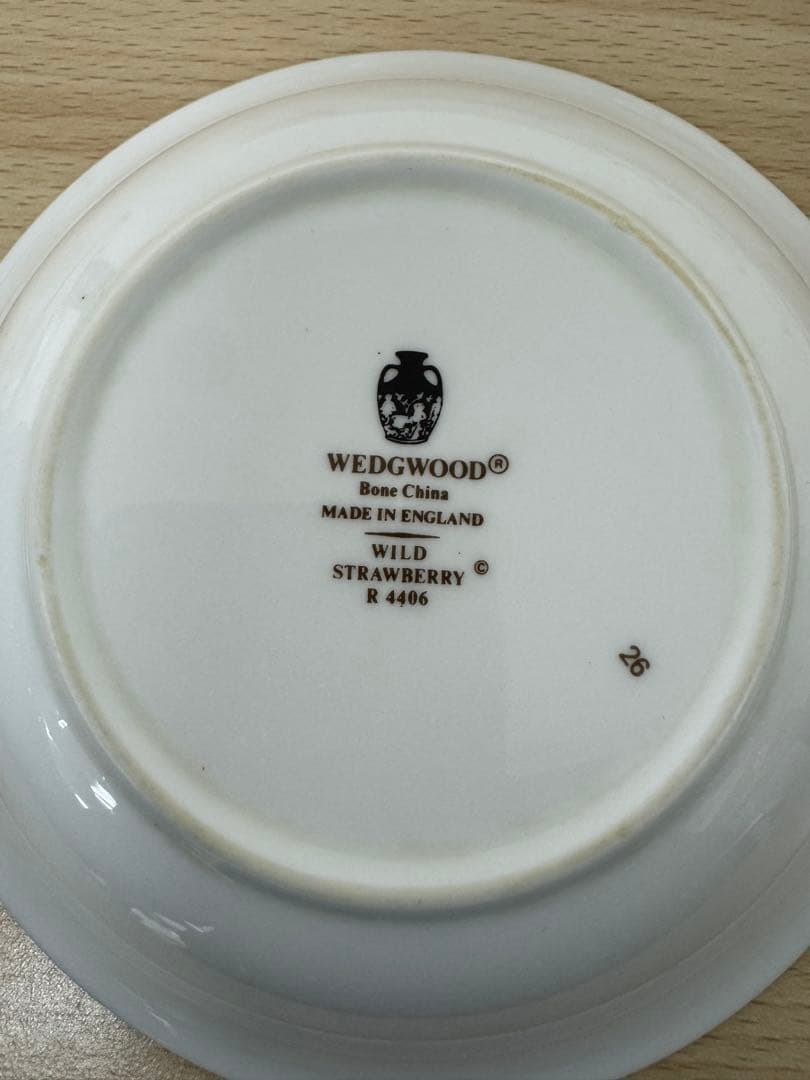 WEDGWOOD®
Bone China
MADE IN ENGLAND
WILD
STRAWBERRY ©
R 4406
26